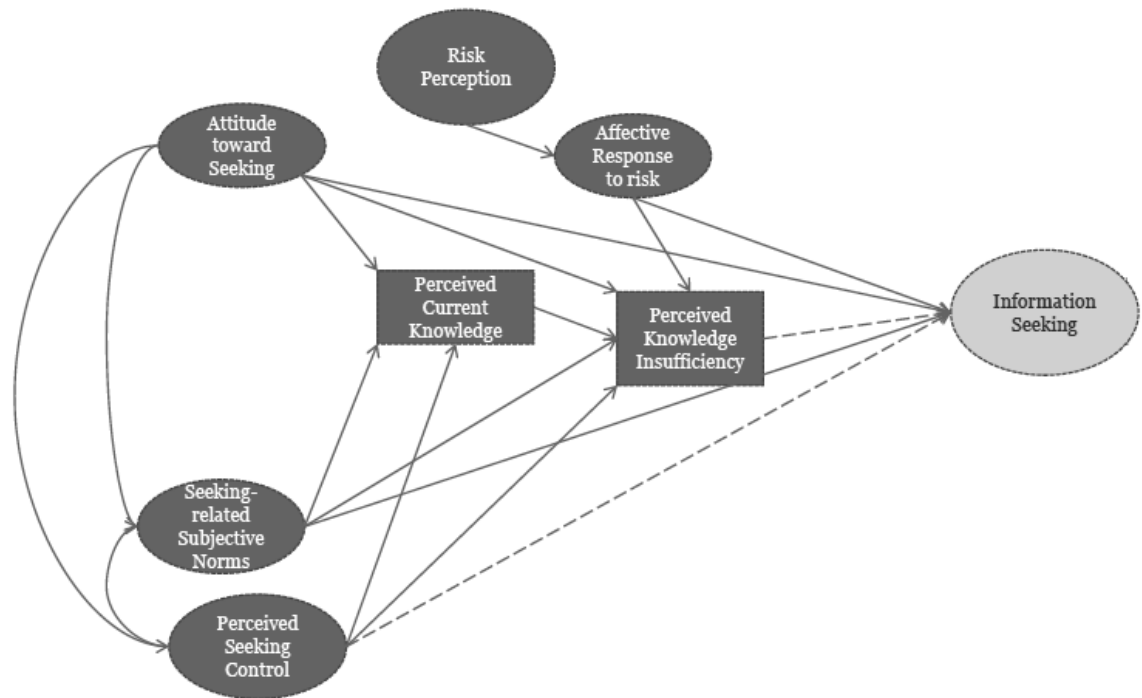 Risk
Perception
Attitude
toward
Seeking
Affective
Response
to risk
Perceived
Current
Knowledge
Perceived
Knowledge
Insufficiency
Information
Seeking
Seeking-
related
Subjective
Norms
Perceived
Seeking
Control